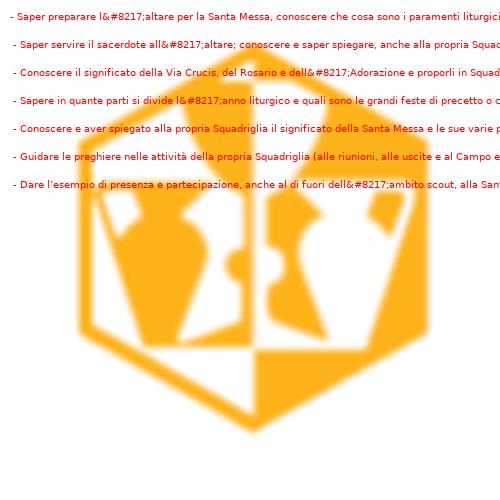 - Saper preparare l&#8217;altare per la Santa Messa, conoscere che cosa sono i paramenti liturgici
- Saper servire il sacerdote all&#8217;altare; conoscere e saper spiegare, anche alla propria
- Conoscere il significato della Via Crucis, del Rosario e dell&#8217;Adorazione e proporli in
- Sapere in quante parti si divide l&#8217;anno liturgico e quali sono le grandi feste di precetto o
- Conoscere e aver spiegato alla propria Squadriglia il significato della Santa Messa e le sue varie
- Guidare le preghiere nelle attività della propria Squadriglia (alle riunioni, alle uscite e al Campo
- Dare l’esempio di presenza e partecipazione, anche al di fuori dell&#8217;ambito scout, alla